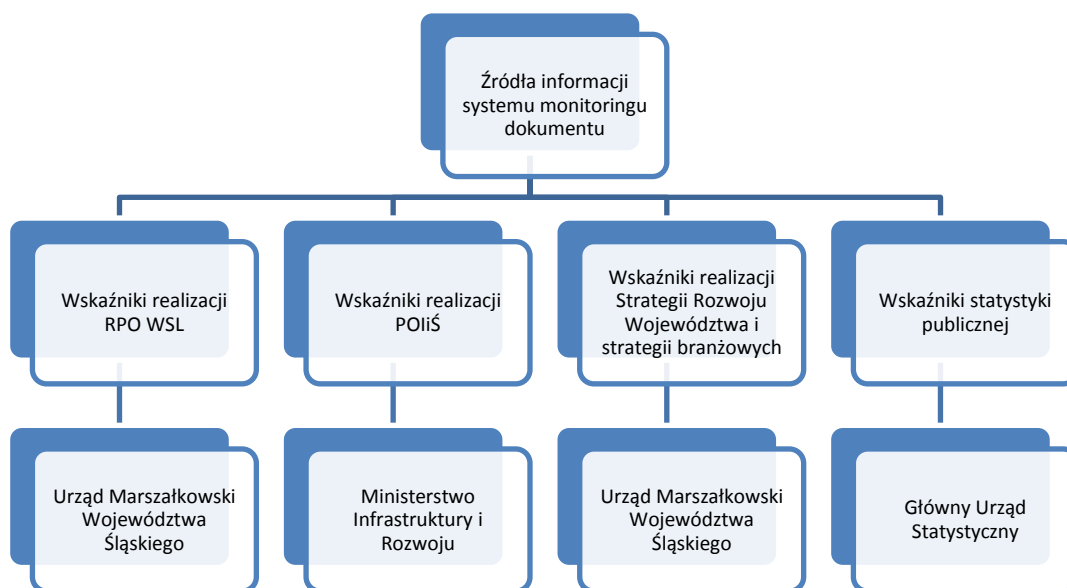 Źródła informacji
systemu monitoringu
dokumentu
Wskaźniki realizacji
RPO WSL
Wskaźniki realizacji
POIiŚ
Wskaźniki realizacji
Strategii Rozwoju
Województwa i
strategii branżowych
Wskaźniki statystyki
publicznej
Urząd Marszałkowski
Województwa
Śląskiego
Ministerstwo
Infrastruktury i
Rozwoju
Urząd Marszałkowski
Województwa
Śląskiego
Główny Urząd
Statystyczny